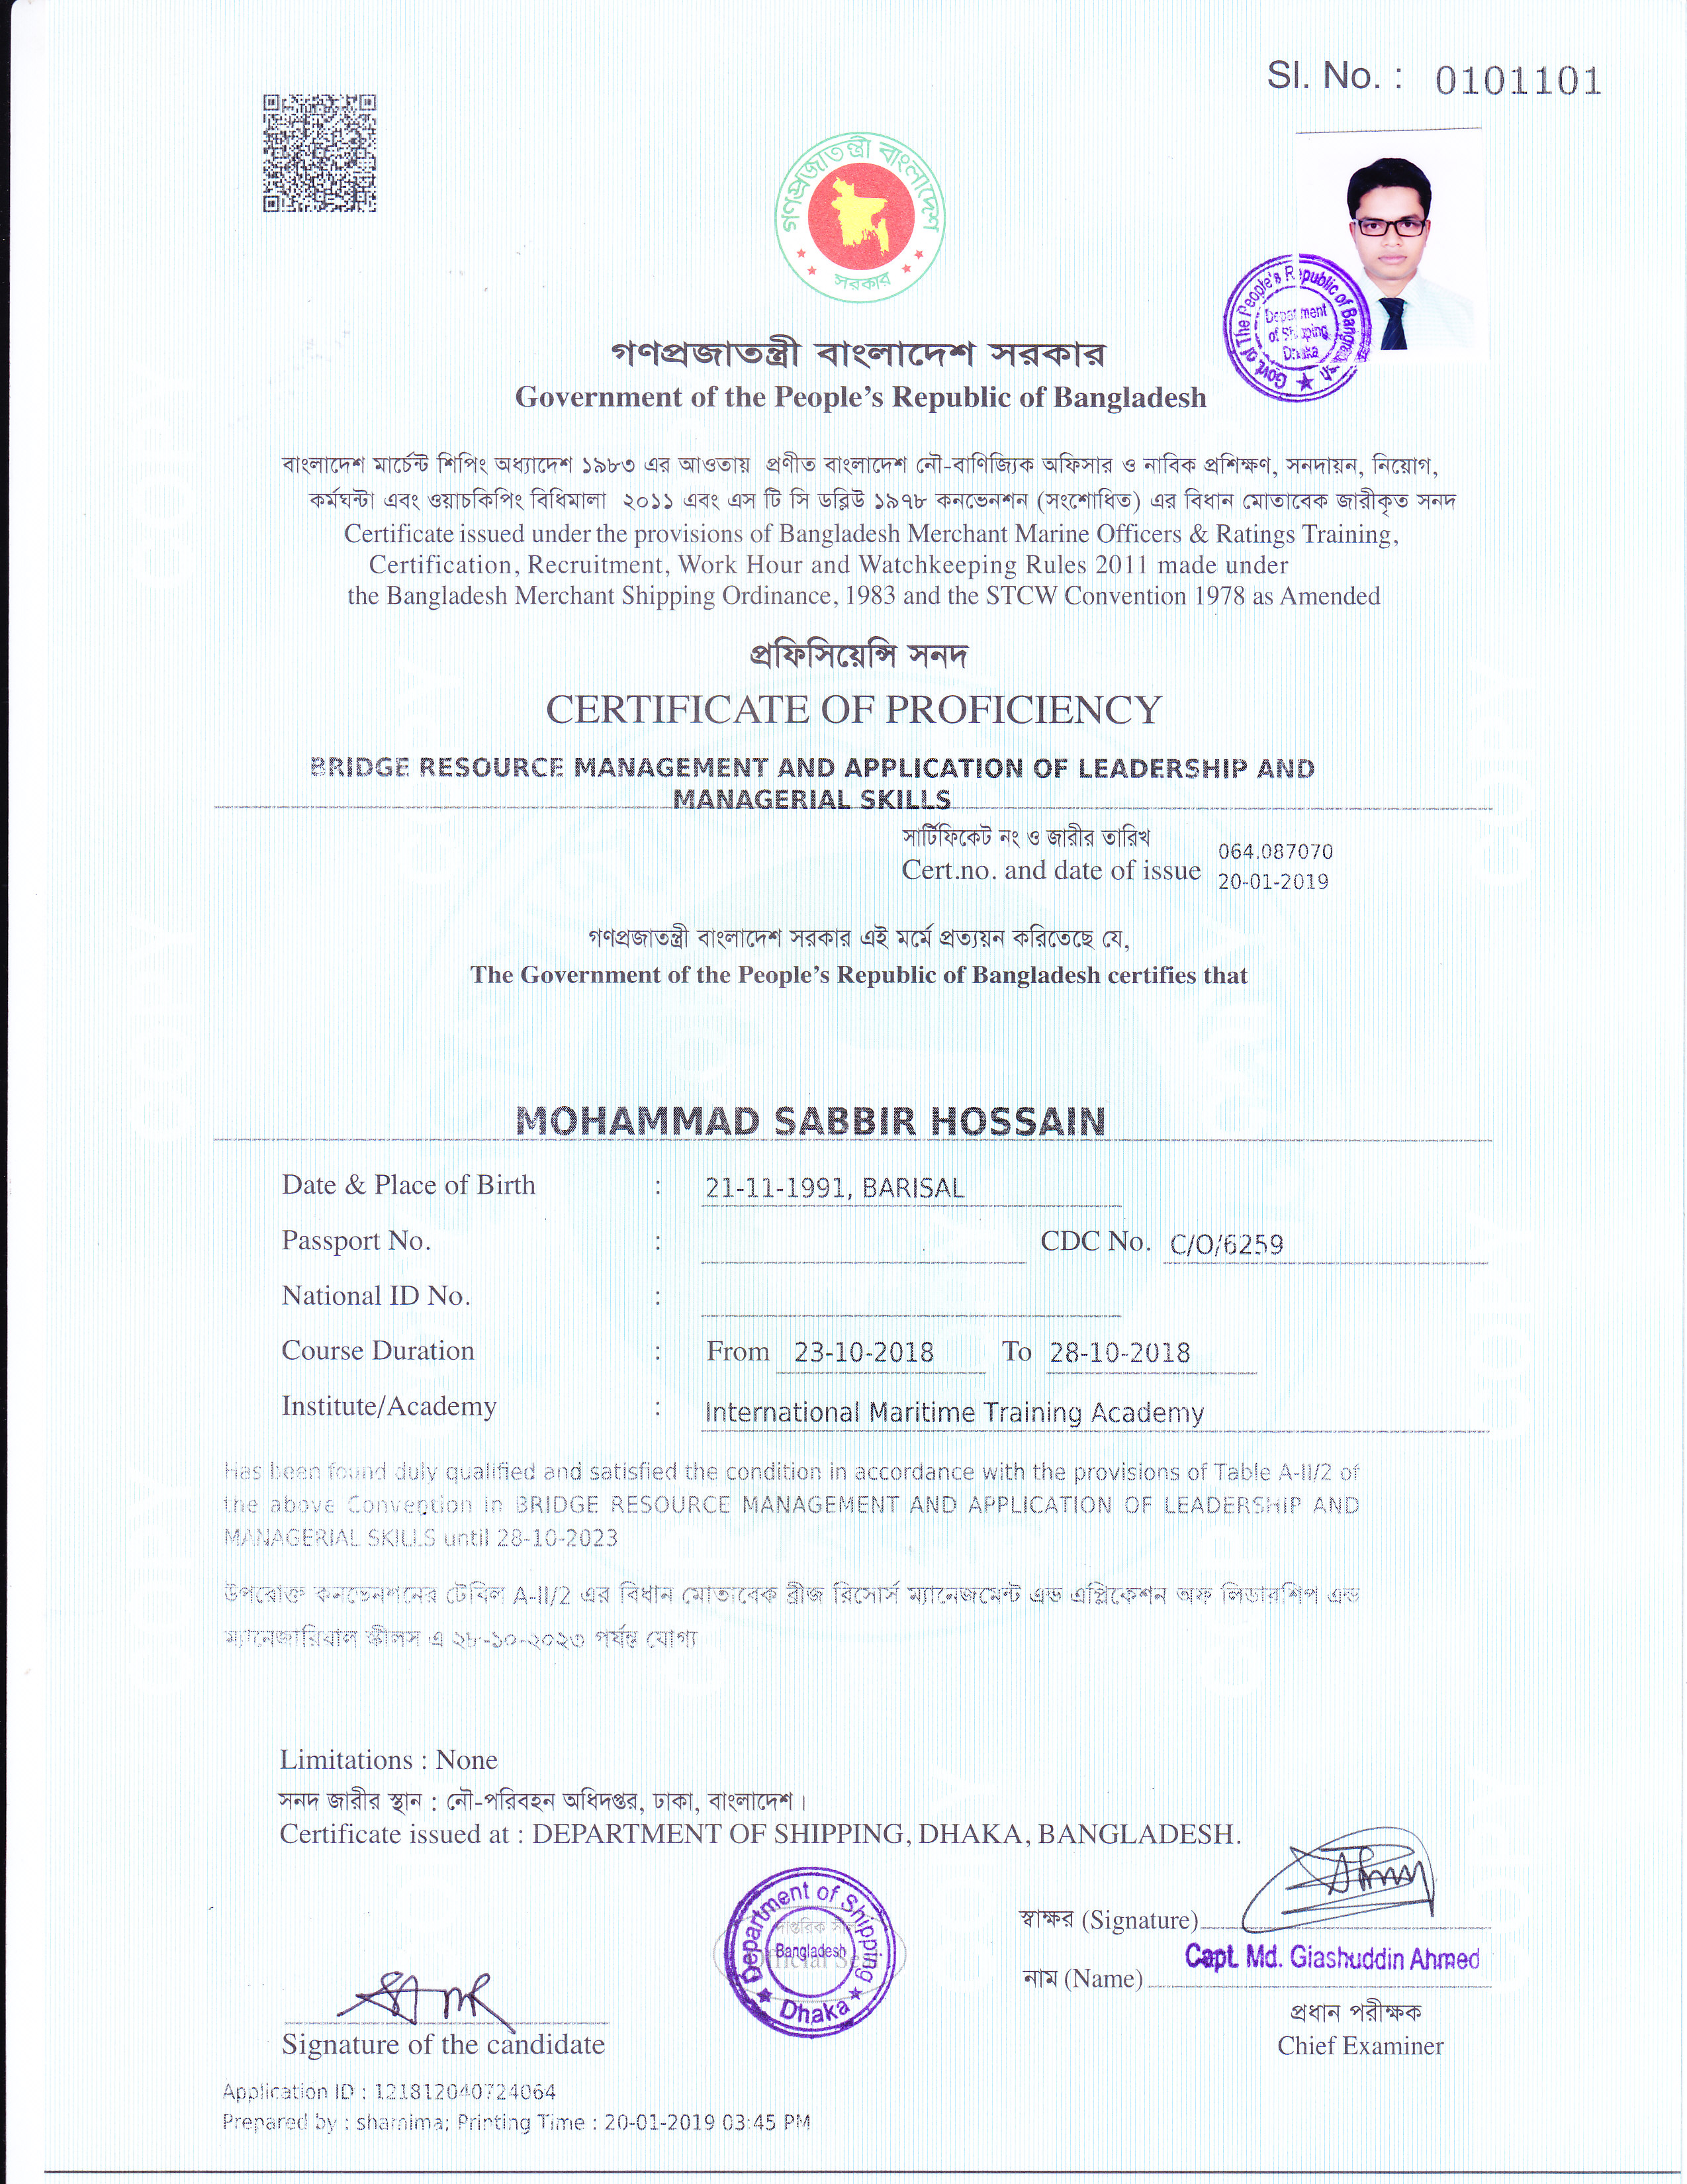 Sl. No. : 0101101
গণপ্রজাতন্ত্রী বাংলাদেশ
সরকার
Govt. of The People's Republic of Bangladesh
Department
of Shipping
Dhaka
গণপ্রজাতন্ত্রী বাংলাদেশ সরকার
Government of the People's Republic of Bangladesh
বাংলাদেশ মার্চেন্ট শিপিং অধ্যাদেশ ১৯৮৩ এর আওতায় প্রণীত বাংলাদেশ নৌ-বাণিজ্যিক অফিসার ও নাবিক প্রশিক্ষণ, সনদায়ন, নিয়োগ,
কর্মঘন্টা এবং ওয়াচকিপিং বিধিমালা ২০১১ এবং এস টি সি ডব্লিউ ১৯৭৮ কনভেনশন (সংশোধিত) এর বিধান মোতাবেক জারীকৃত সনদ
Certificate issued under the provisions of Bangladesh Merchant Marine Officers & Ratings Training,
Certification, Recruitment, Work Hour and Watchkeeping Rules 2011 made under
the Bangladesh Merchant Shipping Ordinance, 1983 and the STCW Convention 1978 as Amended
প্রফিসিয়েন্সি সনদ
CERTIFICATE OF PROFICIENCY
BRIDGE RESOURCE MANAGEMENT AND APPLICATION OF LEADERSHIP AND
MANAGERIAL SKILLS
সার্টিফিকেট নং ও জারীর তারিখ
064.087070
Cert.no. and date of issue
20-01-2019
গণপ্রজাতন্ত্রী বাংলাদেশ সরকার এই মর্মে প্রত্যয়ন করিতেছে যে,
The Government of the People's Republic of Bangladesh certifies that
MOHAMMAD SABBIR HOSSAIN
Date & Place of Birth : 21-11-1991, BARISAL
Passport No. : CDC No. C/O/6259
National ID No. :
Course Duration : From 23-10-2018 To 28-10-2018
Institute/Academy : International Maritime Training Academy
Has been found duly qualified and satisfied the condition in accordance with the provisions of Table A-II/2 of
the above Convention in BRIDGE RESOURCE MANAGEMENT AND APPLICATION OF LEADERSHIP AND
MANAGERIAL SKILLS until 28-10-2023
উপরোক্ত কনভেনশনের টেবিল A-II/2 এর বিধান মোতাবেক ব্রীজ রিসোর্স ম্যানেজমেন্ট এন্ড এপ্লিকেশন অফ লিডারশিপ এন্ড
ম্যানেজারিয়াল স্কীলস এ ২৮-১০-২০২৩ পর্যন্ত যোগ্য
Limitations : None
সনদ জারীর স্থান : নৌ-পরিবহন অধিদপ্তর, ঢাকা, বাংলাদেশ।
Certificate issued at : DEPARTMENT OF SHIPPING, DHAKA, BANGLADESH.
Department of Shipping
Bangladesh
Dhaka
স্বাক্ষর (Signature)
Capt. Md. Giashuddin Ahmed
নাম (Name)
প্রধান পরীক্ষক
Chief Examiner
Signature of the candidate
Application ID : 121812040724064
Prepared by : sharnima; Printing Time : 20-01-2019 03:45 PM